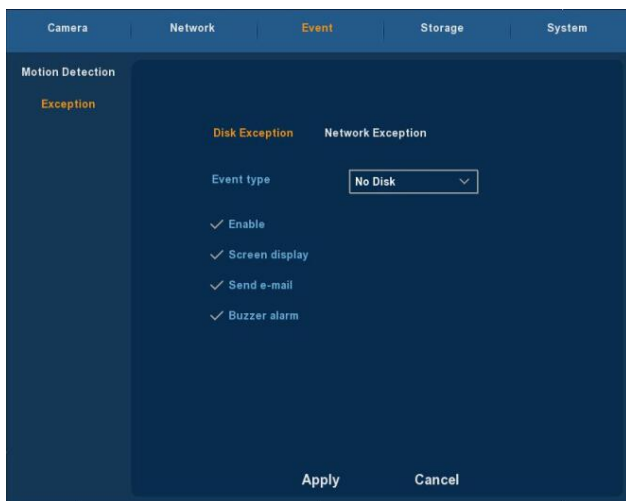 Camera Network Event Storage System
Motion Detection
Exception
Disk Exception Network Exception
Event type No Disk
Enable
Screen display
Send e-mail
Buzzer alarm
Apply Cancel